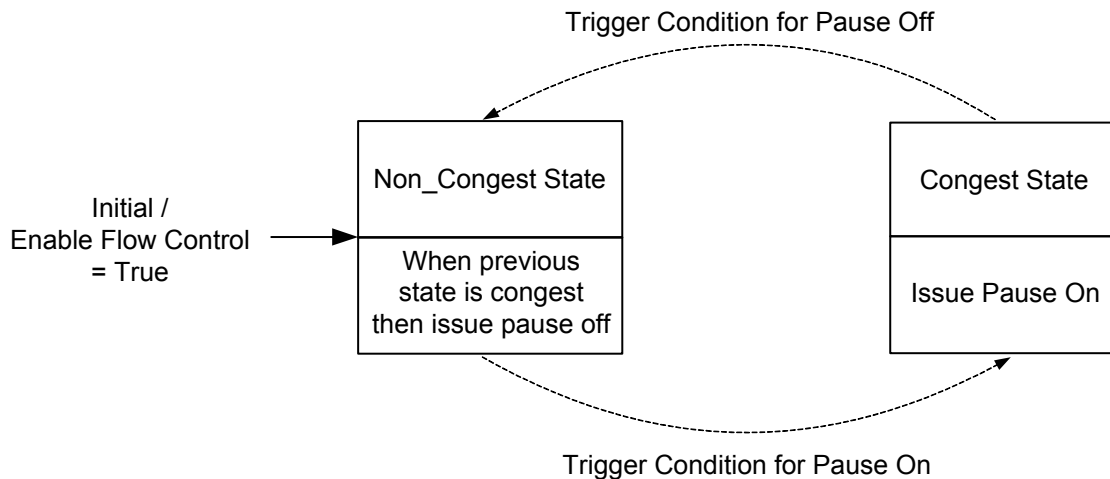 Trigger Condition for Pause Off
Non_Congest State
Congest State
Initial /
Enable Flow Control
= True
When previous
state is congest
then issue pause off
Issue Pause On
Trigger Condition for Pause On